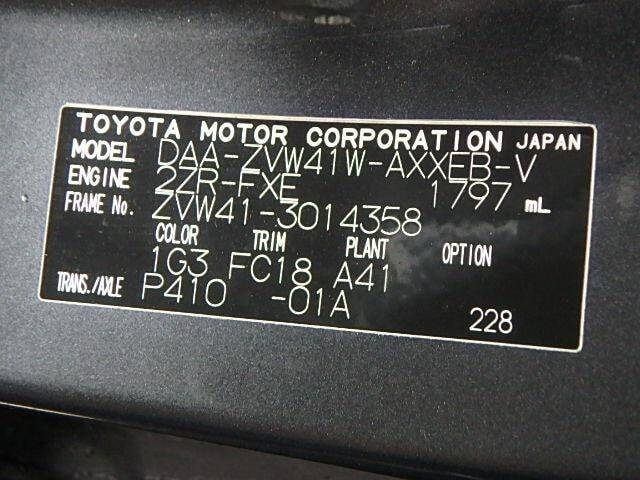 TOYOTA MOTOR CORPORATION JAPAN
MODEL DAA-ZVW41W-AXXEB-V
ENGINE 2ZR-FXE 1797 mL
FRAME No. ZVW41-3014358
COLOR TRIM PLANT OPTION
1G3 FC18 A41
TRANS./AXLE P410 -01A
228